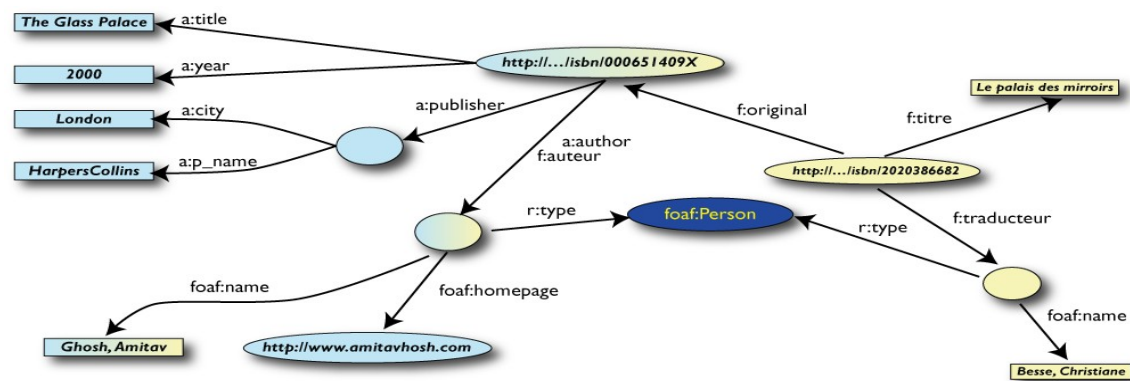 The Glass Palace
a:title
http://.../isbn/000651409X
2000
a:year
Le palais des mirroirs
London
a:city
a:publisher
f:original
f:titre
a:author
f:auteur
HarpersCollins
a:p_name
http://.../isbn/2020386682
r:type
foaf:Person
r:type
f:traducteur
foaf:name
foaf:homepage
foaf:name
Ghosh, Amitav
http://www.amitavhosh.com
Besse, Christiane